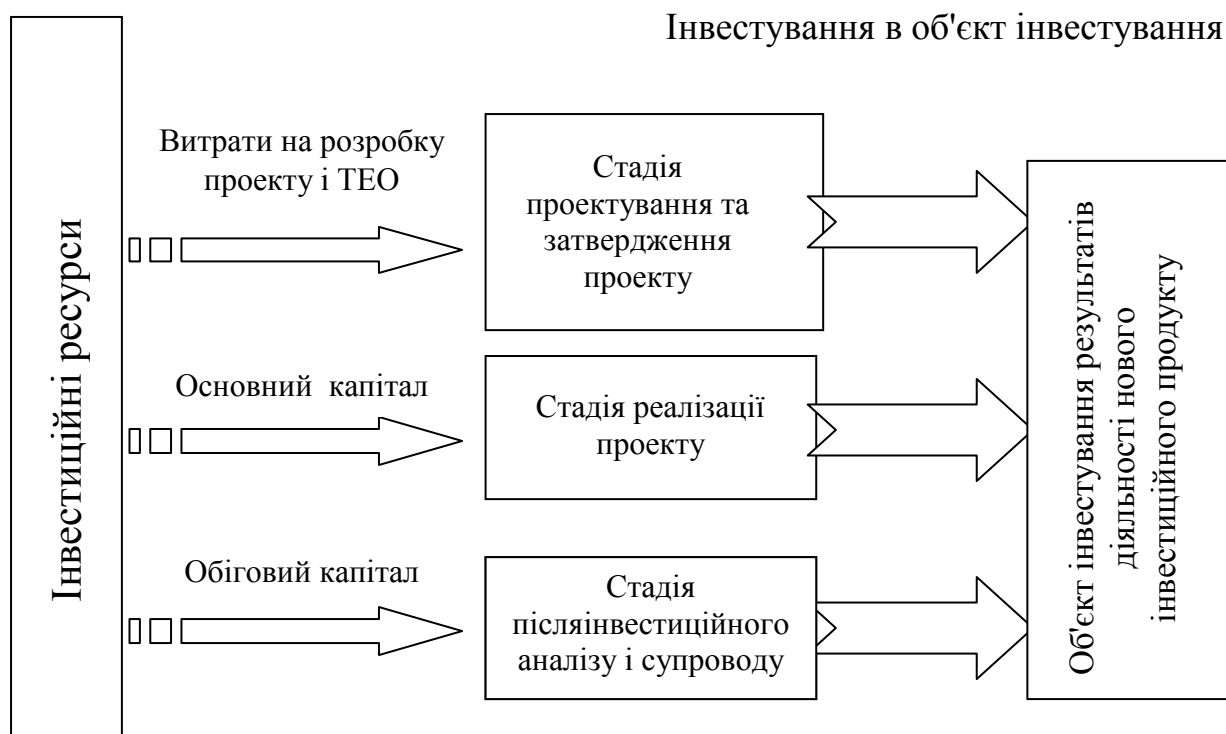 Інвестування в об'єкт інвестування
Інвестиційні ресурси
Витрати на розробку
проекту і ТЕО
Стадія
проектування та
затвердження
проекту
Основний капітал
Стадія реалізації
проекту
Обіговий капітал
Стадія
післяінвестиційного
аналізу і супроводу
Об'єкт інвестування результатів
діяльності нового
інвестиційного продукту